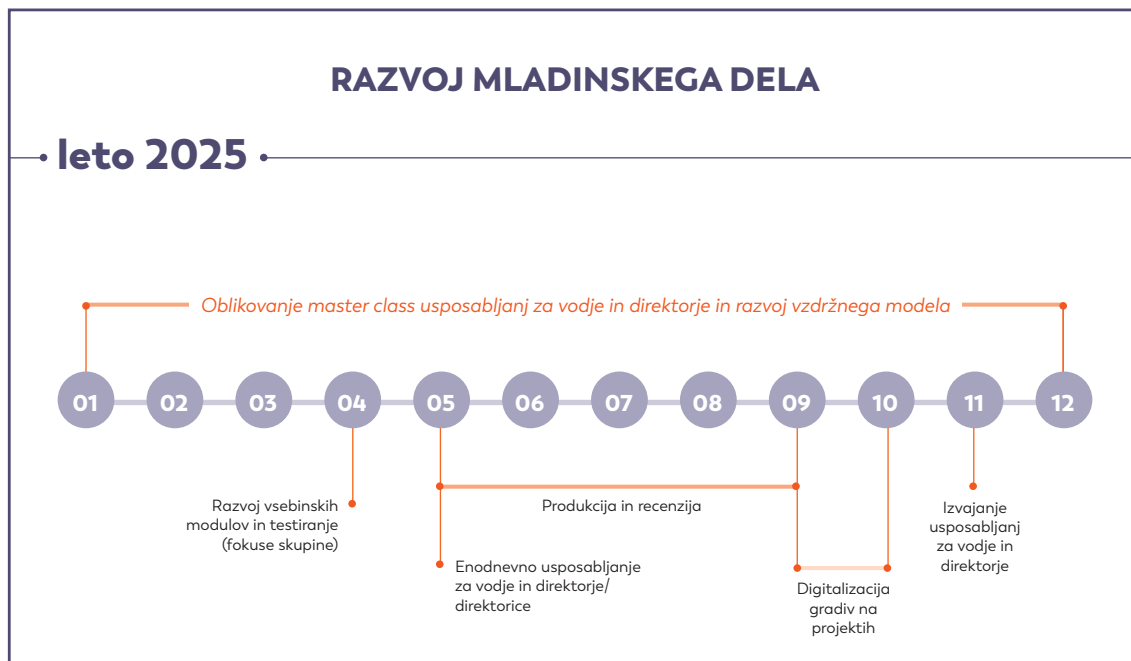 RAZVOJ MLADINSKEGA DELA
leto 2025
Oblikovanje master class usposabljanj za vodje in direktorje in razvoj vzdržnega modela
01 02 03 04 05 06 07 08 09 10 11 12
Razvoj vsebinskih
modulov in testiranje
(fokuse skupine)
Enodnevno usposabljanje
za vodje in direktorje/
direktorice
Produkcija in recenzija
Digitalizacija
gradiv na
projektih
Izvajanje
usposabljanj
za vodje in
direktorje